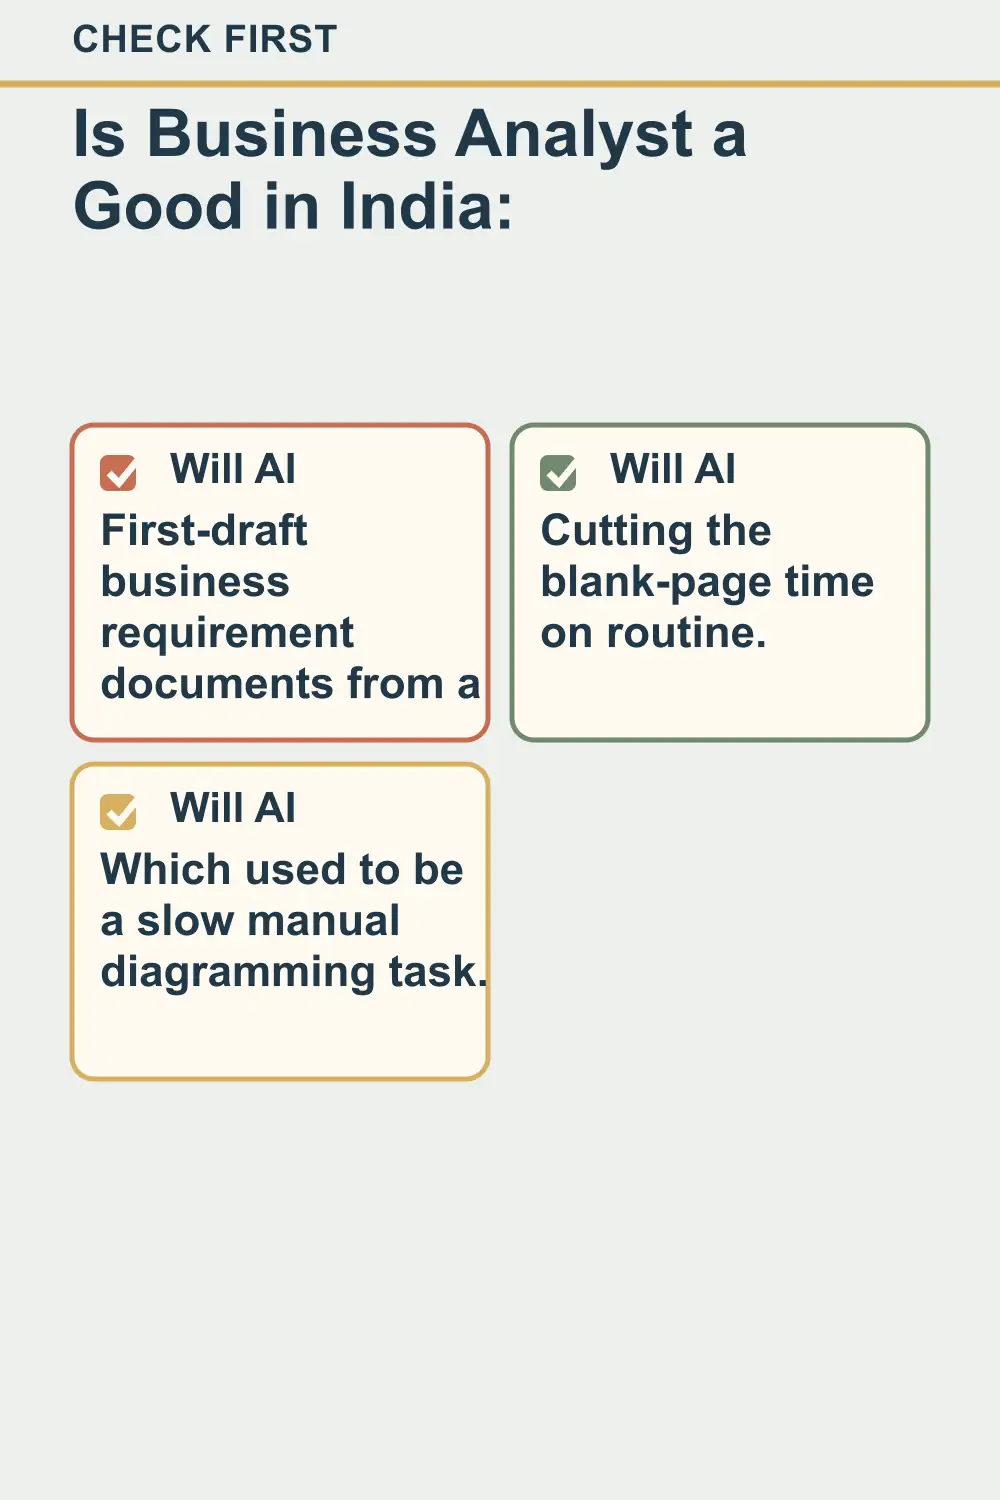 CHECK FIRST
Is Business Analyst a
Good in India:
Will AI
First-draft
business
requirement
documents from a
Will AI
Cutting the
blank-page time
on routine.
Will AI
Which used to be
a slow manual
diagramming task.